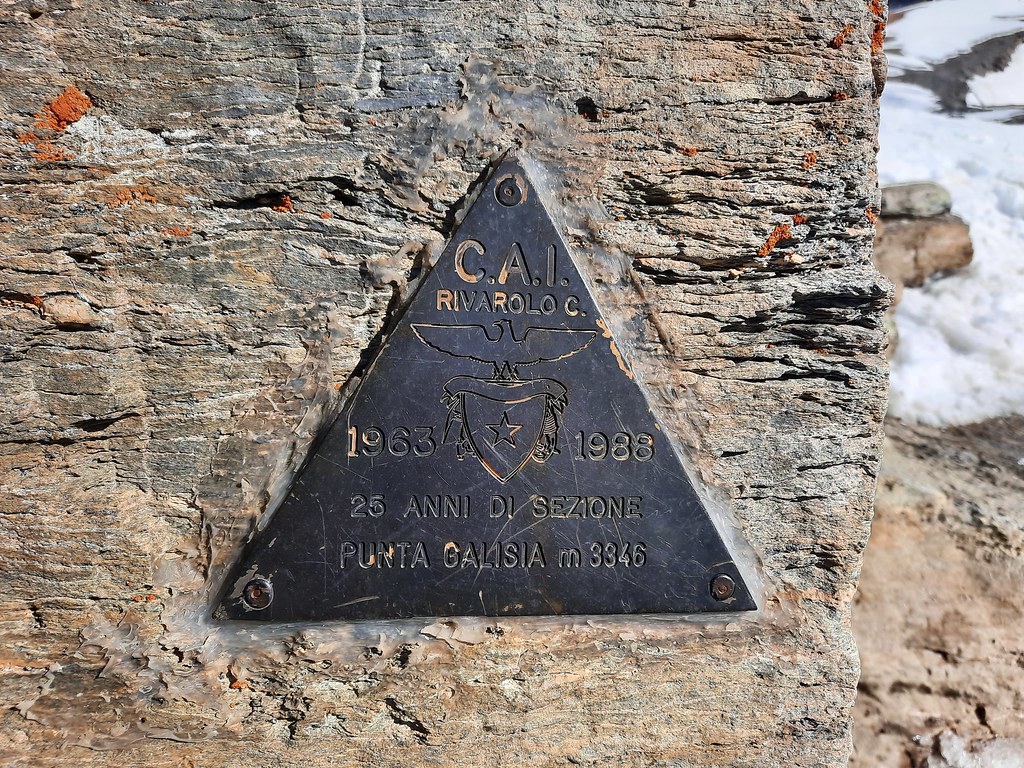 C.A.I.
RIVAROLO C.
1963 1988
25 ANNI DI SEZIONE
PUNTA GALISIA m 3346